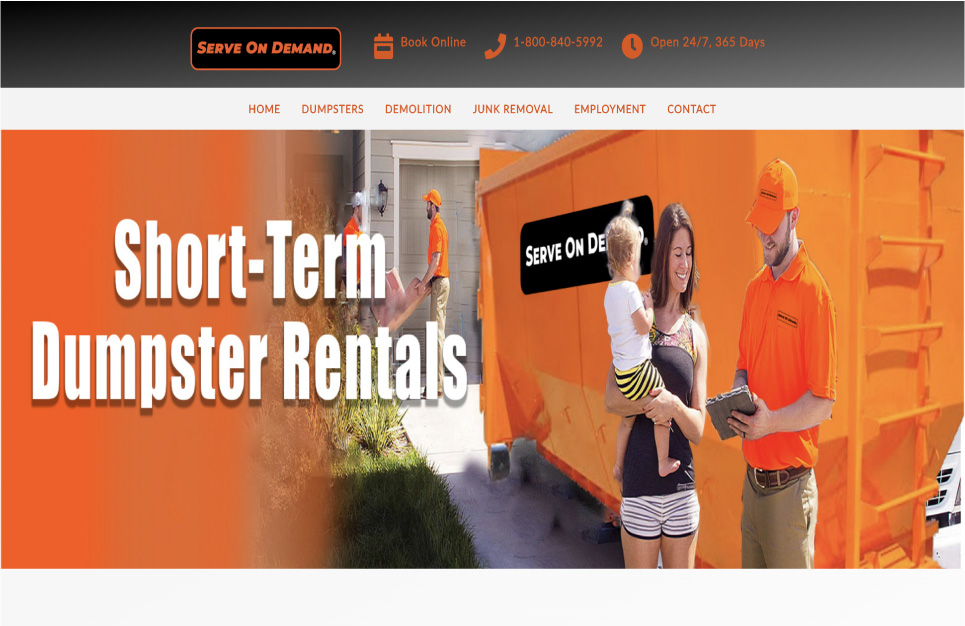 SERVE ON DEMAND®
Book Online
1-800-840-5992
Open 24/7, 365 Days
HOME
DUMPSTERS
DEMOLITION
JUNK REMOVAL
EMPLOYMENT
CONTACT
Short-Term
Dumpster Rentals
SERVE ON DE